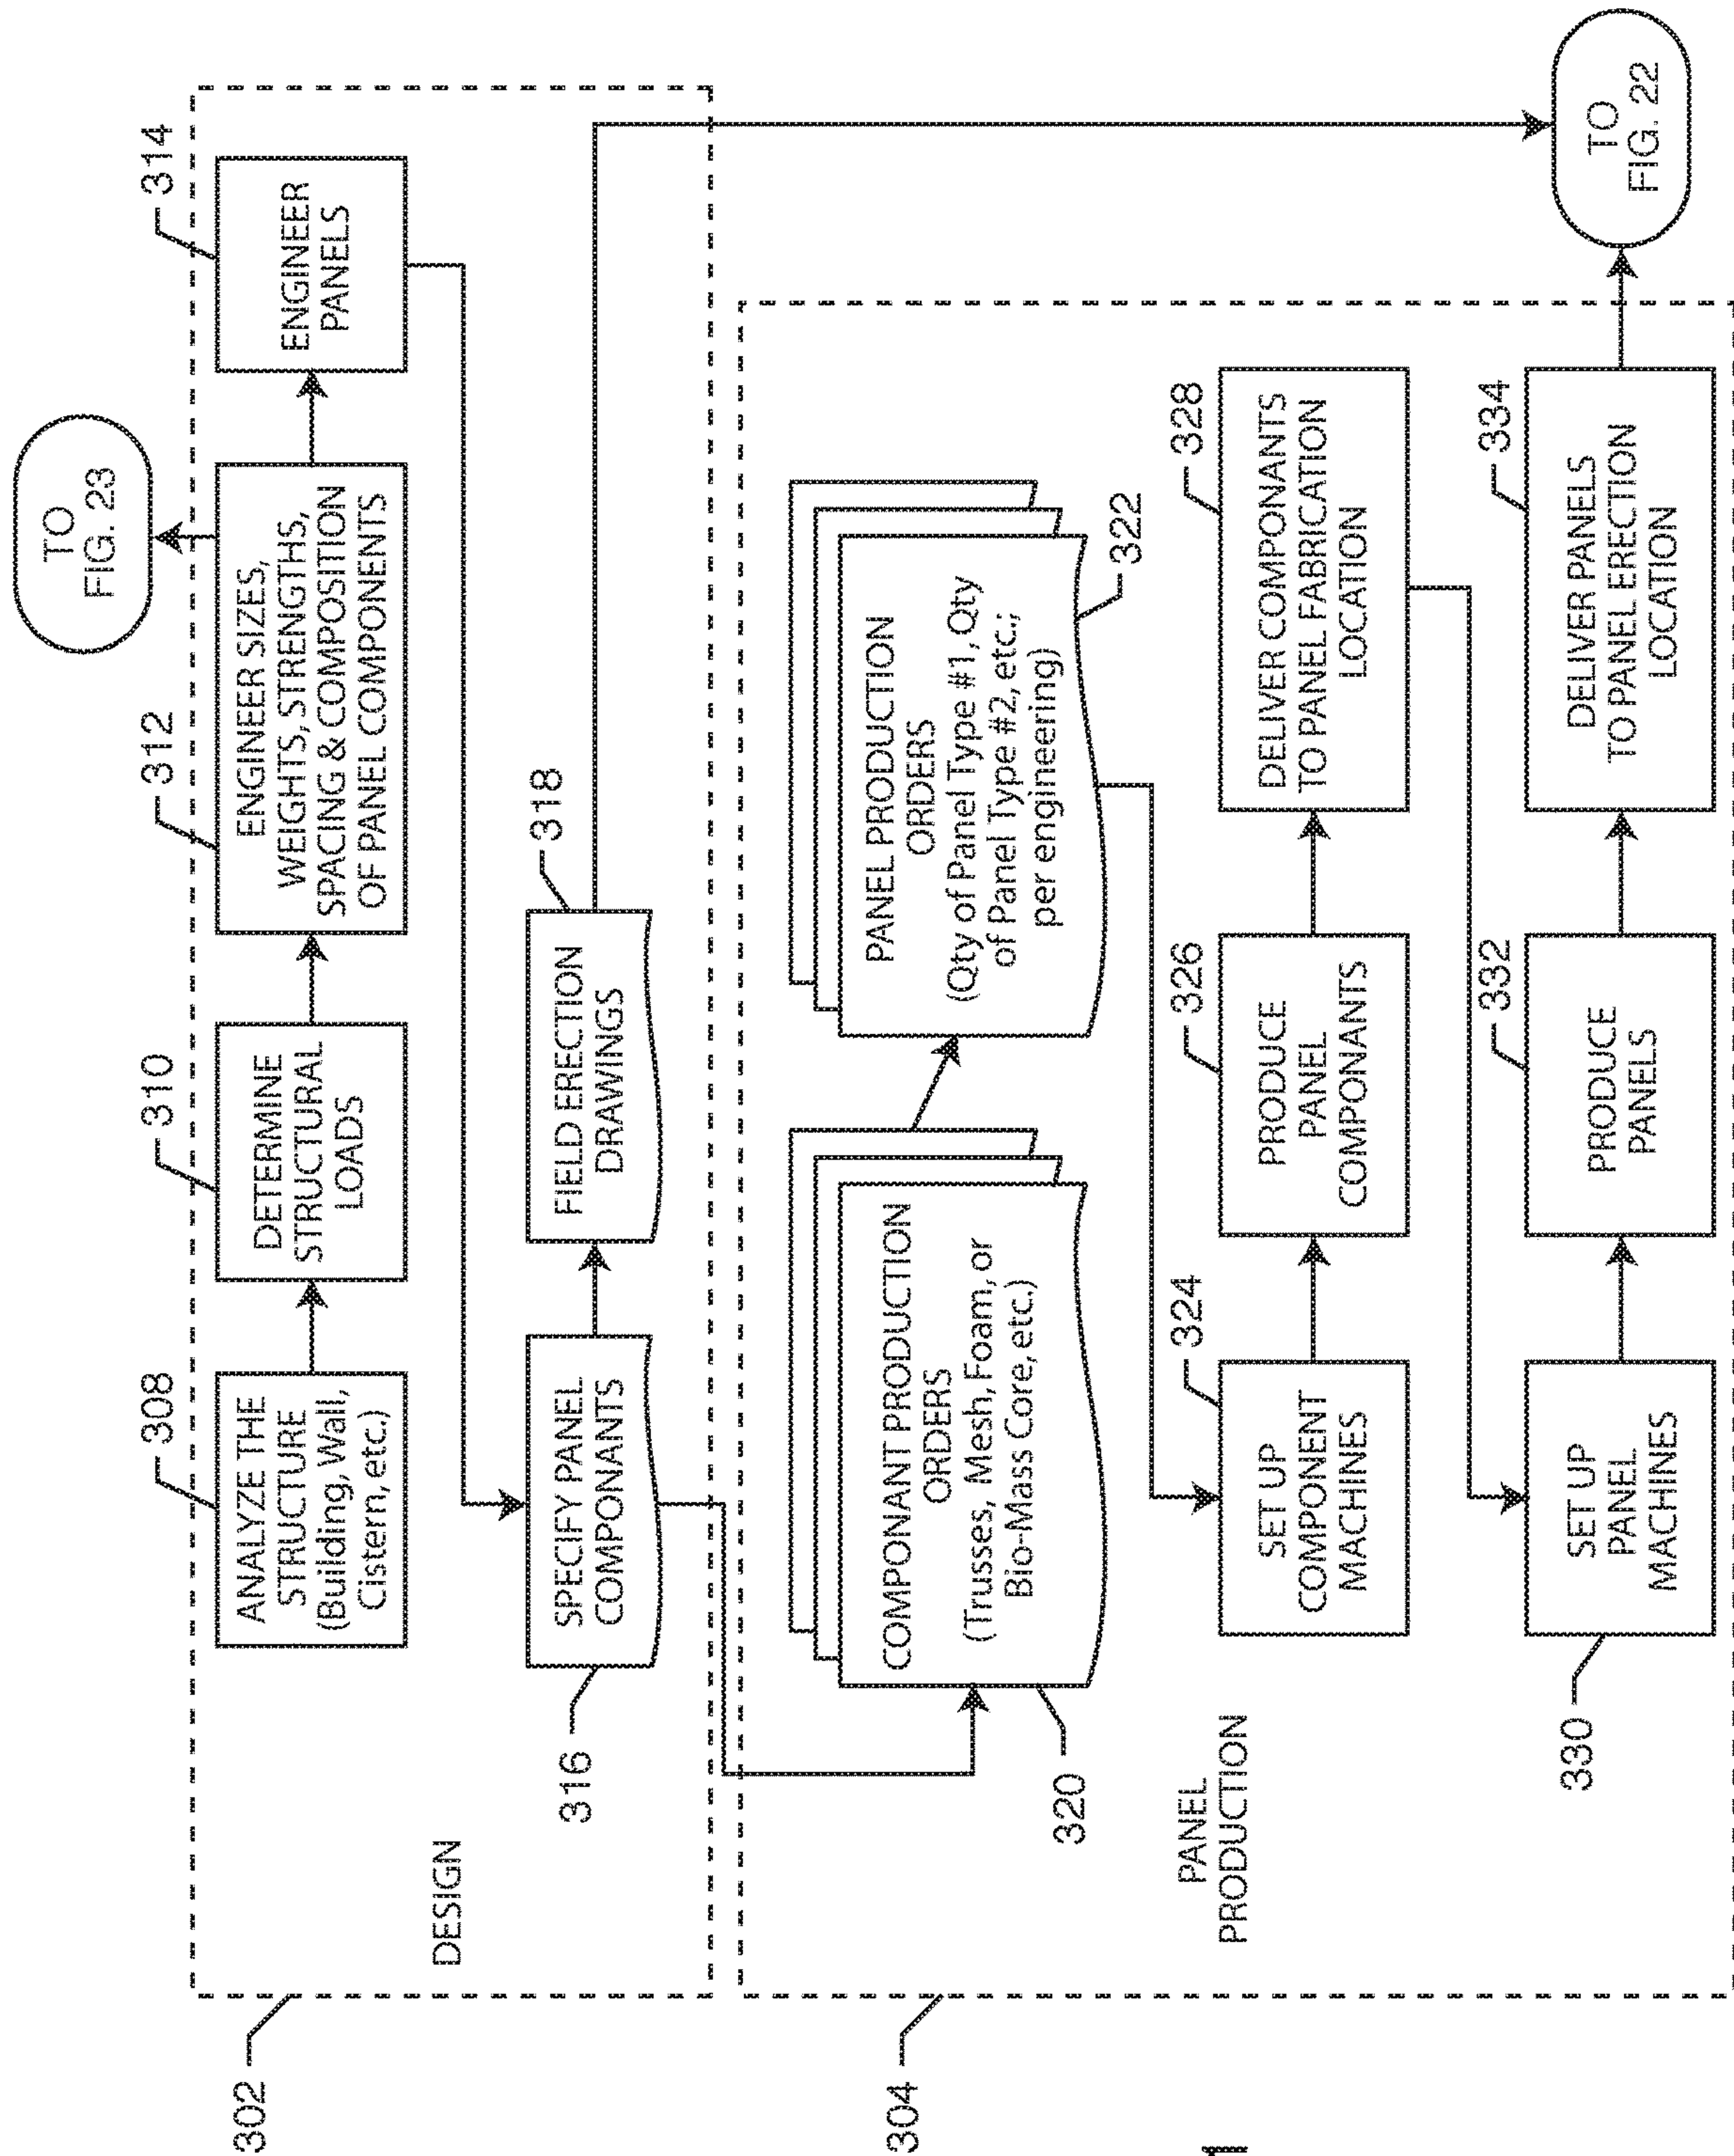 TO
FIG. 23
308
310
312
314
ANALYZE THE
STRUCTURE
(Building, Wall,
Cistern, etc.)
DETERMINE
STRUCTURAL
LOADS
ENGINEER SIZES,
WEIGHTS, STRENGTHS,
SPACING & COMPOSITION
OF PANEL COMPONENTS
ENGINEER
PANELS
302
DESIGN
316
SPECIFY PANEL
COMPONANTS
318
FIELD ERECTION
DRAWINGS
304
PANEL
PRODUCTION
320
COMPONANT PRODUCTION
ORDERS
(Trusses, Mesh, Foam, or
Bio-Mass Core, etc.)
PANEL PRODUCTION
ORDERS
(Qty of Panel Type #1, Qty
of Panel Type #2, etc.;
per engineering)
322
324
326
328
SET UP
COMPONENT
MACHINES
PRODUCE
PANEL
COMPONANTS
DELIVER COMPONANTS
TO PANEL FABRICATION
LOCATION
330
332
334
SET UP
PANEL
MACHINES
PRODUCE
PANELS
DELIVER PANELS
TO PANEL ERECTION
LOCATION
TO
FIG. 22